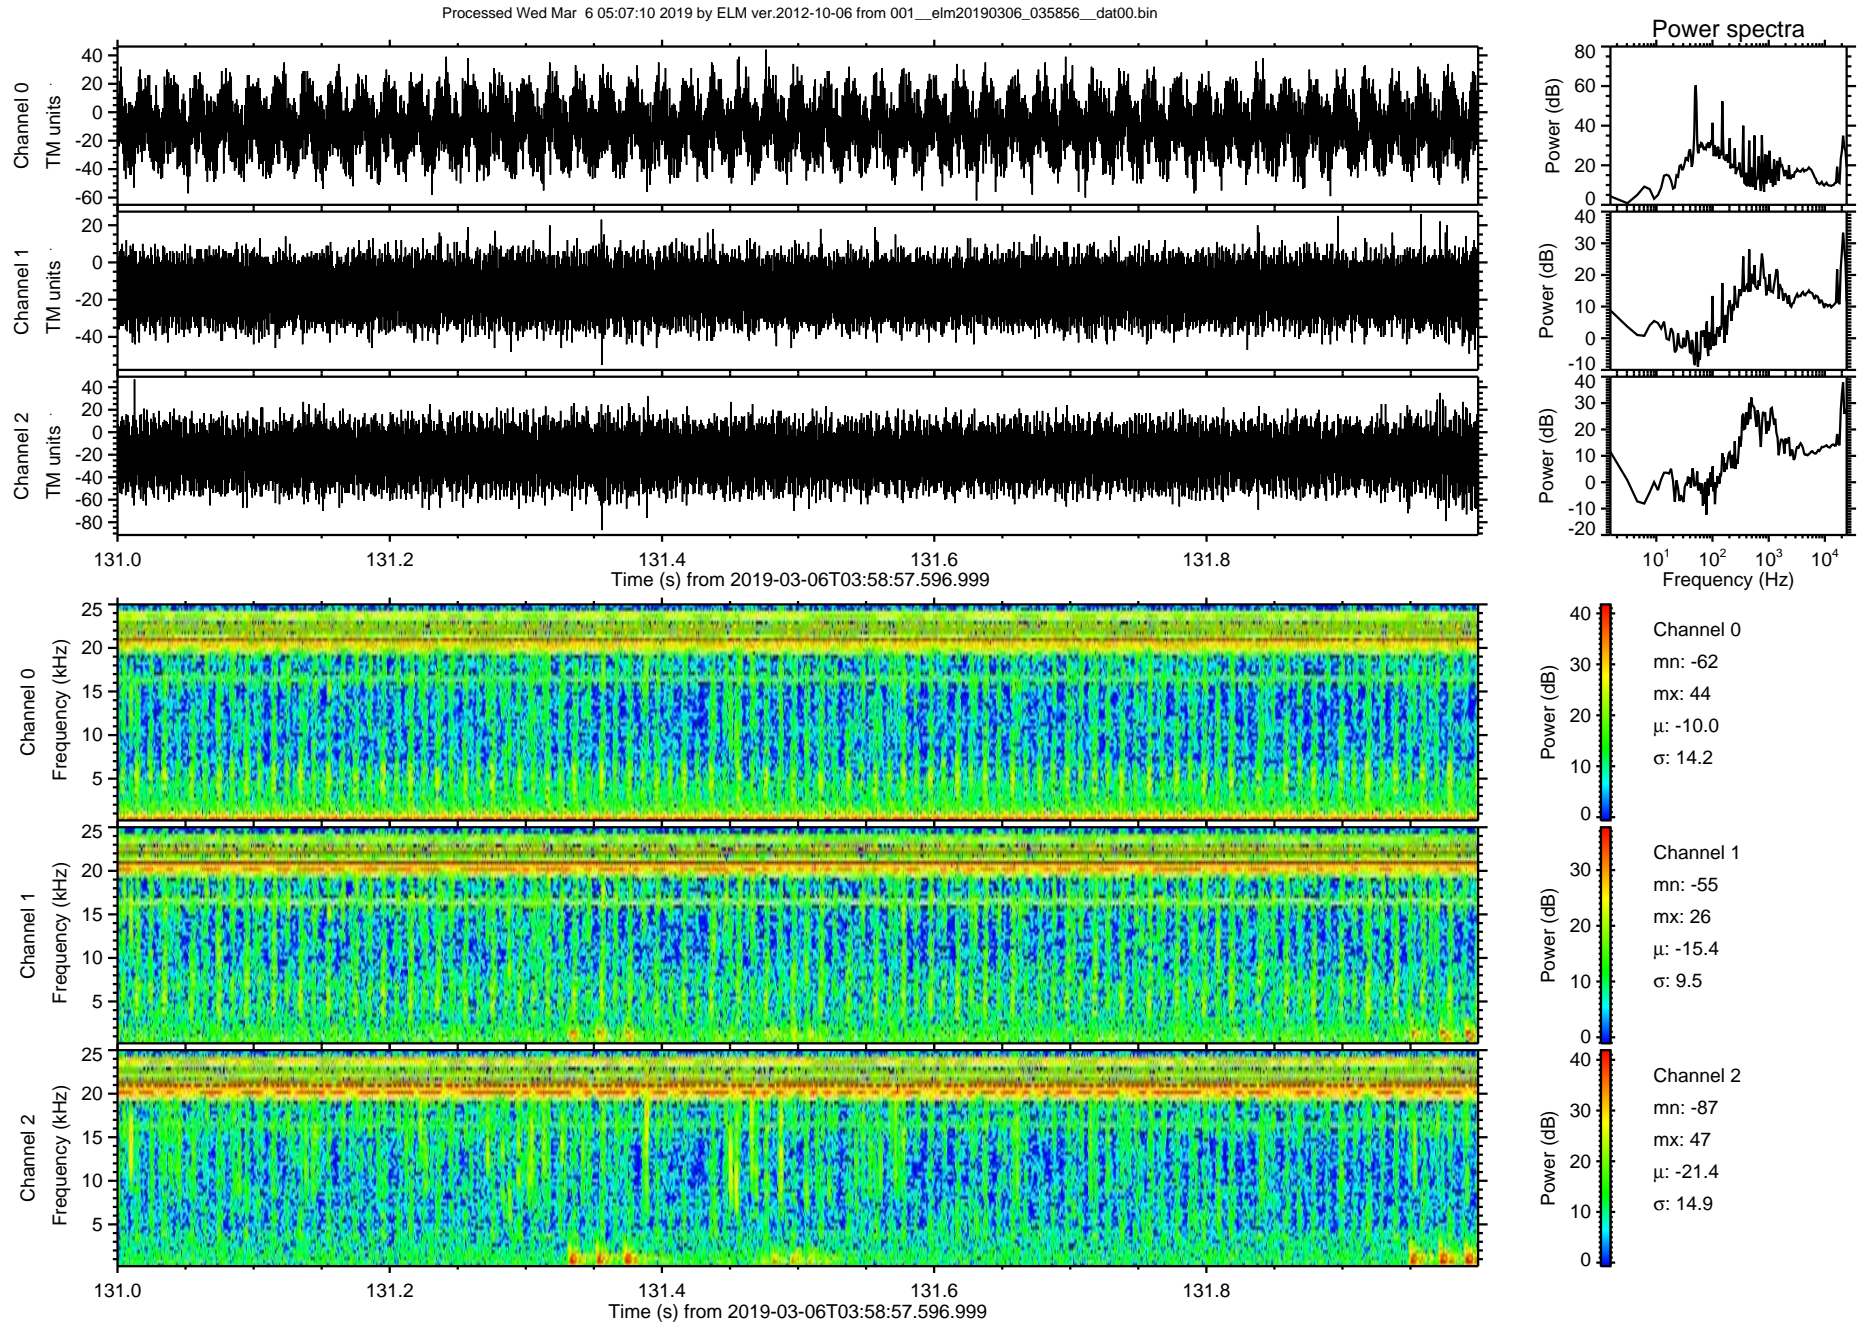 Processed Wed Mar  6 05:07:10 2019 by ELM ver.2012-10-06 from 001__elm20190306_035856__dat00.bin
Power spectra
Channel 0
TM units
40
20
0
-20
-40
-60
Power (dB)
80
60
40
20
0
Channel 1
TM units
20
0
-20
-40
Power (dB)
40
30
20
10
0
-10
Channel 2
TM units
40
20
0
-20
-40
-60
-80
Power (dB)
40
30
20
10
0
-10
-20
131.0 131.2 131.4 131.6 131.8
Time (s) from 2019-03-06T03:58:57.596.999
10¹ 10² 10³ 10⁴
Frequency (Hz)
Channel 0
Frequency (kHz)
25
20
15
10
5
Power (dB)
40
30
20
10
0
Channel 0
mn: -62
mx: 44
μ: -10.0
σ: 14.2
Channel 1
Frequency (kHz)
25
20
15
10
5
Power (dB)
30
20
10
0
Channel 1
mn: -55
mx: 26
μ: -15.4
σ: 9.5
Channel 2
Frequency (kHz)
25
20
15
10
5
Power (dB)
40
30
20
10
0
Channel 2
mn: -87
mx: 47
μ: -21.4
σ: 14.9
131.0 131.2 131.4 131.6 131.8
Time (s) from 2019-03-06T03:58:57.596.999